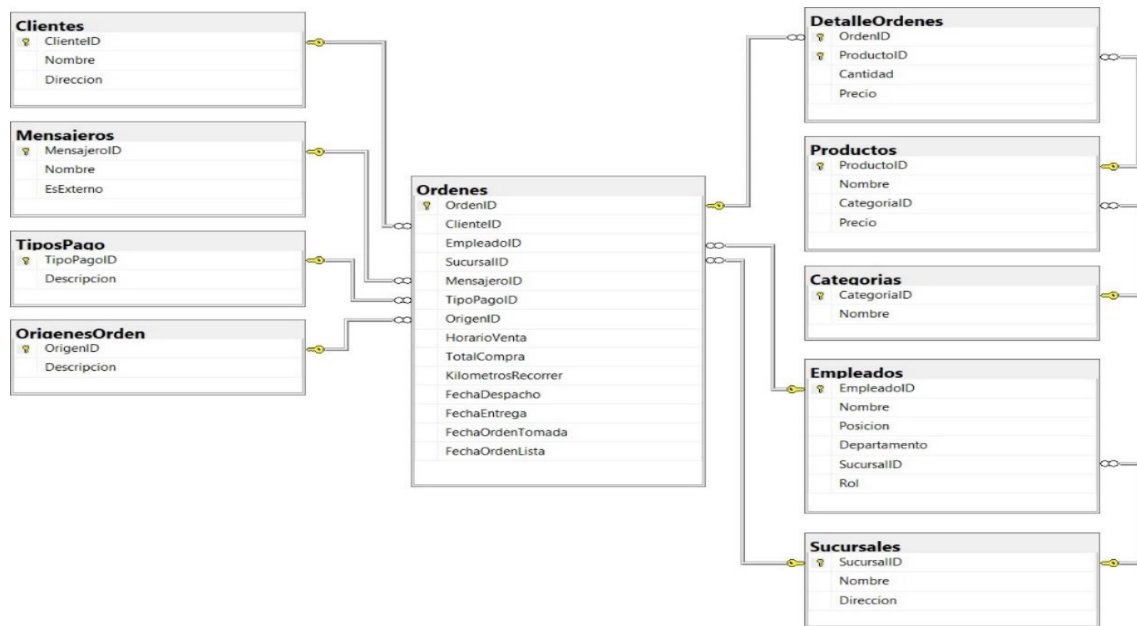 Clientes
ClienteID
Nombre
Direccion
Mensajeros
MensajeroID
Nombre
EsExterno
TiposPago
TipoPagoID
Descripcion
OrigenesOrden
OrigenID
Descripcion
Ordenes
OrdenID
ClienteID
EmpleadoID
SucursalID
MensajeroID
TipoPagoID
OrigenID
HorarioVenta
TotalCompra
KilometrosRecorrer
FechaDespacho
FechaEntrega
FechaOrdenTomada
FechaOrdenLista
DetalleOrdenes
OrdenID
ProductoID
Cantidad
Precio
Productos
ProductoID
Nombre
CategoriaID
Precio
Categorias
CategoriaID
Nombre
Empleados
EmpleadoID
Nombre
Posicion
Departamento
SucursalID
Rol
Sucursales
SucursalID
Nombre
Direccion